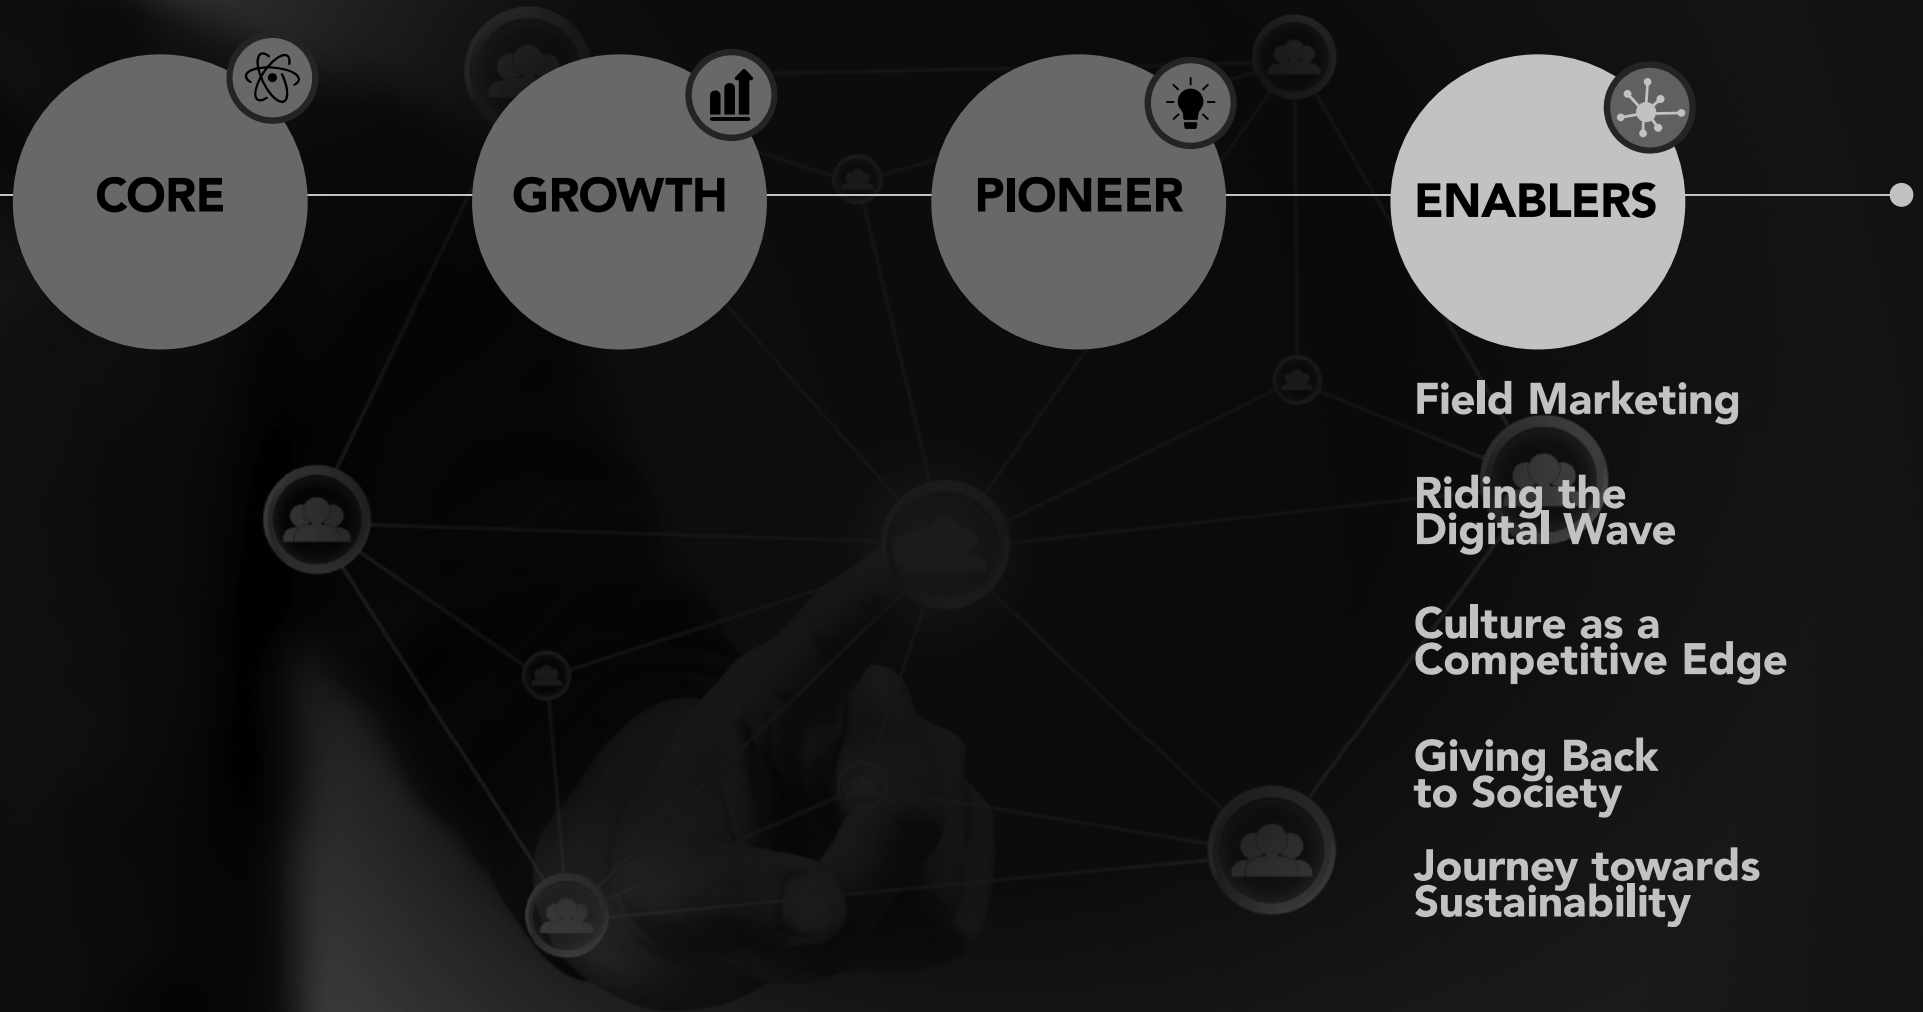 CORE
GROWTH
PIONEER
ENABLERS
Field Marketing
Riding the
Digital Wave
Culture as a
Competitive Edge
Giving Back
to Society
Journey towards
Sustainability